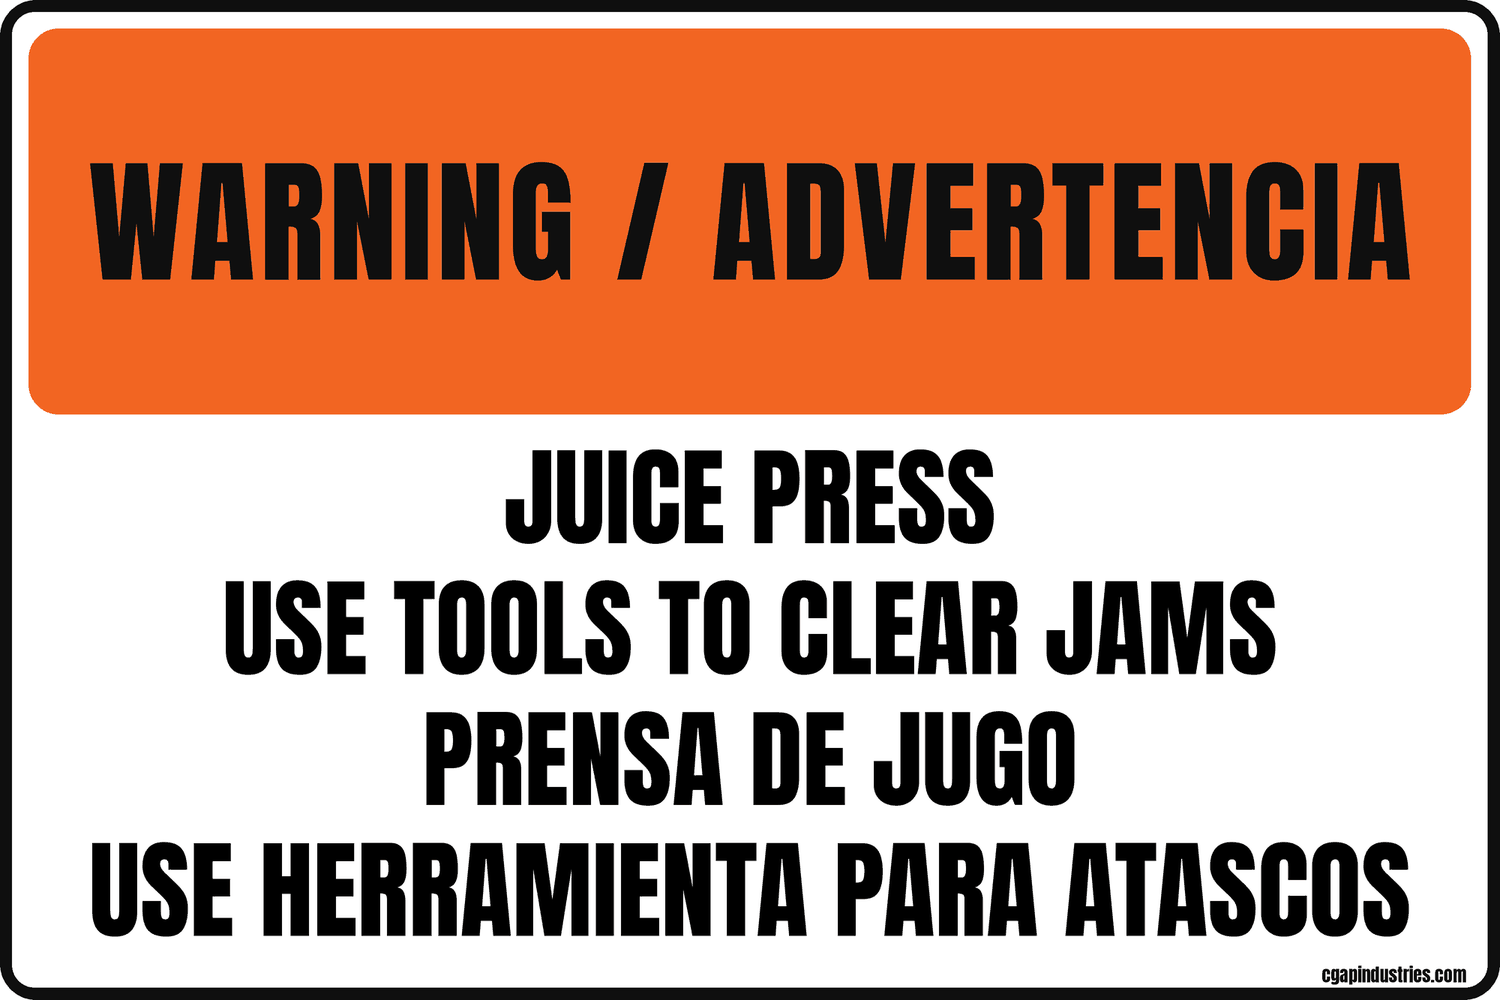 WARNING / ADVERTENCIA
JUICE PRESS
USE TOOLS TO CLEAR JAMS
PRENSA DE JUGO
USE HERRAMIENTA PARA ATASCOS
cgapindustries.com